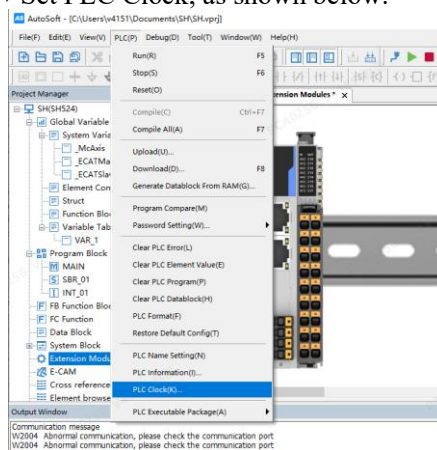 Set PLC Clock, as shown below:
AutoSoft - [C:\Users\v4151\Documents\SH\SH.vprj]
File(F) Edit(E) View(V) PLC(P) Debug(D) Tool(T) Window(W) Help(H)
Project Manager
ension Modules *
SH(SH524)
Global Variable
System Varia
_McAxis
_ECATMa
_ECATSla
Element Con
Struct
Function Blo
Variable Tab
VAR_1
Program Block
MAIN
SBR_01
INT_01
FB Function Bloc
FC Function
Data Block
System Block
Extension Modu
E-CAM
Cross reference
Element browse
Run(R) F5
Stop(S) F6
Reset(O)
Compile(C) Ctrl+F7
Compile All(A) F7
Upload(U)...
Download(D)... F8
Generate Datablock From RAM(G)...
Program Compare(M)
Password Setting(W)...
Clear PLC Error(L)
Clear PLC Element Value(E)
Clear PLC Program(P)
Clear PLC Datablock(H)
PLC Format(F)
Restore Default Config(T)
PLC Name Setting(N)
PLC Information(I)...
PLC Clock(K)...
PLC Executable Package(A)
Output Window
Communication message
W2004 Abnormal communication, please check the communication port
W2004 Abnormal communication, please check the communication port